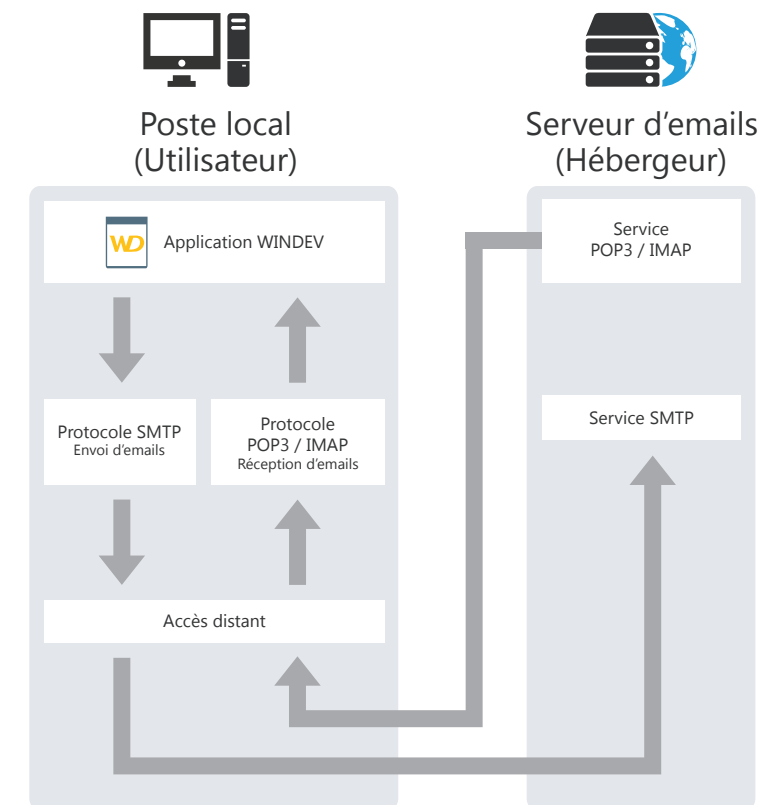 Poste local
(Utilisateur)
Serveur d'emails
(Hébergeur)
WD
Application WINDEV
Service
POP3 / IMAP
Protocole SMTP
Envoi d'emails
Protocole
POP3 / IMAP
Réception d'emails
Service SMTP
Accès distant